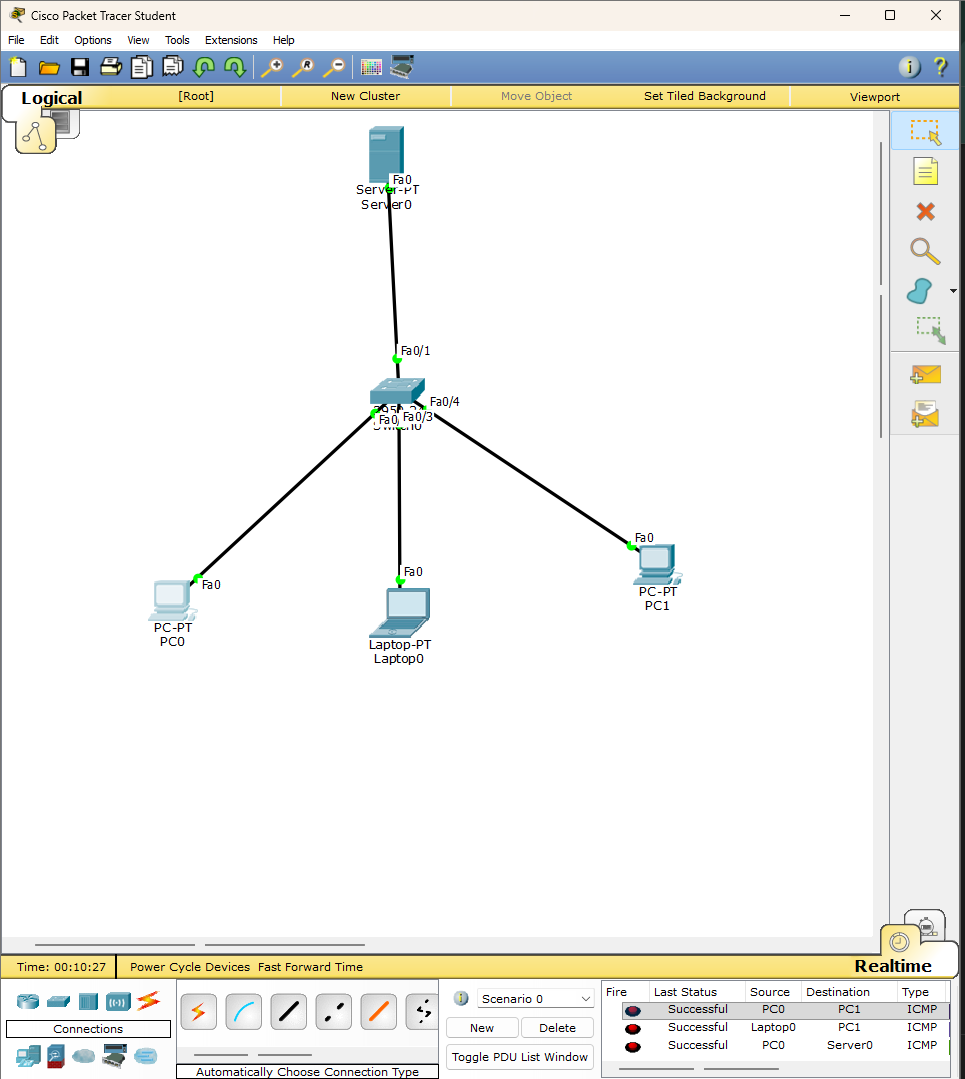 Cisco Packet Tracer Student
File Edit Options View Tools Extensions Help
Logical [Root] New Cluster Move Object Set Tiled Background Viewport
Fa0
Server-PT
Server0
Fa0/1
Fa0/4
Fa0/3
Fa0
Fa0
PC-PT
PC1
Fa0
Fa0
PC-PT
PC0
Laptop-PT
Laptop0
Time: 00:10:27 Power Cycle Devices Fast Forward Time
Realtime
Connections
Automatically Choose Connection Type
Scenario 0
New Delete
Toggle PDU List Window
Fire Last Status Source Destination Type
Successful PC0 PC1 ICMP
Successful Laptop0 PC1 ICMP
Successful PC0 Server0 ICMP